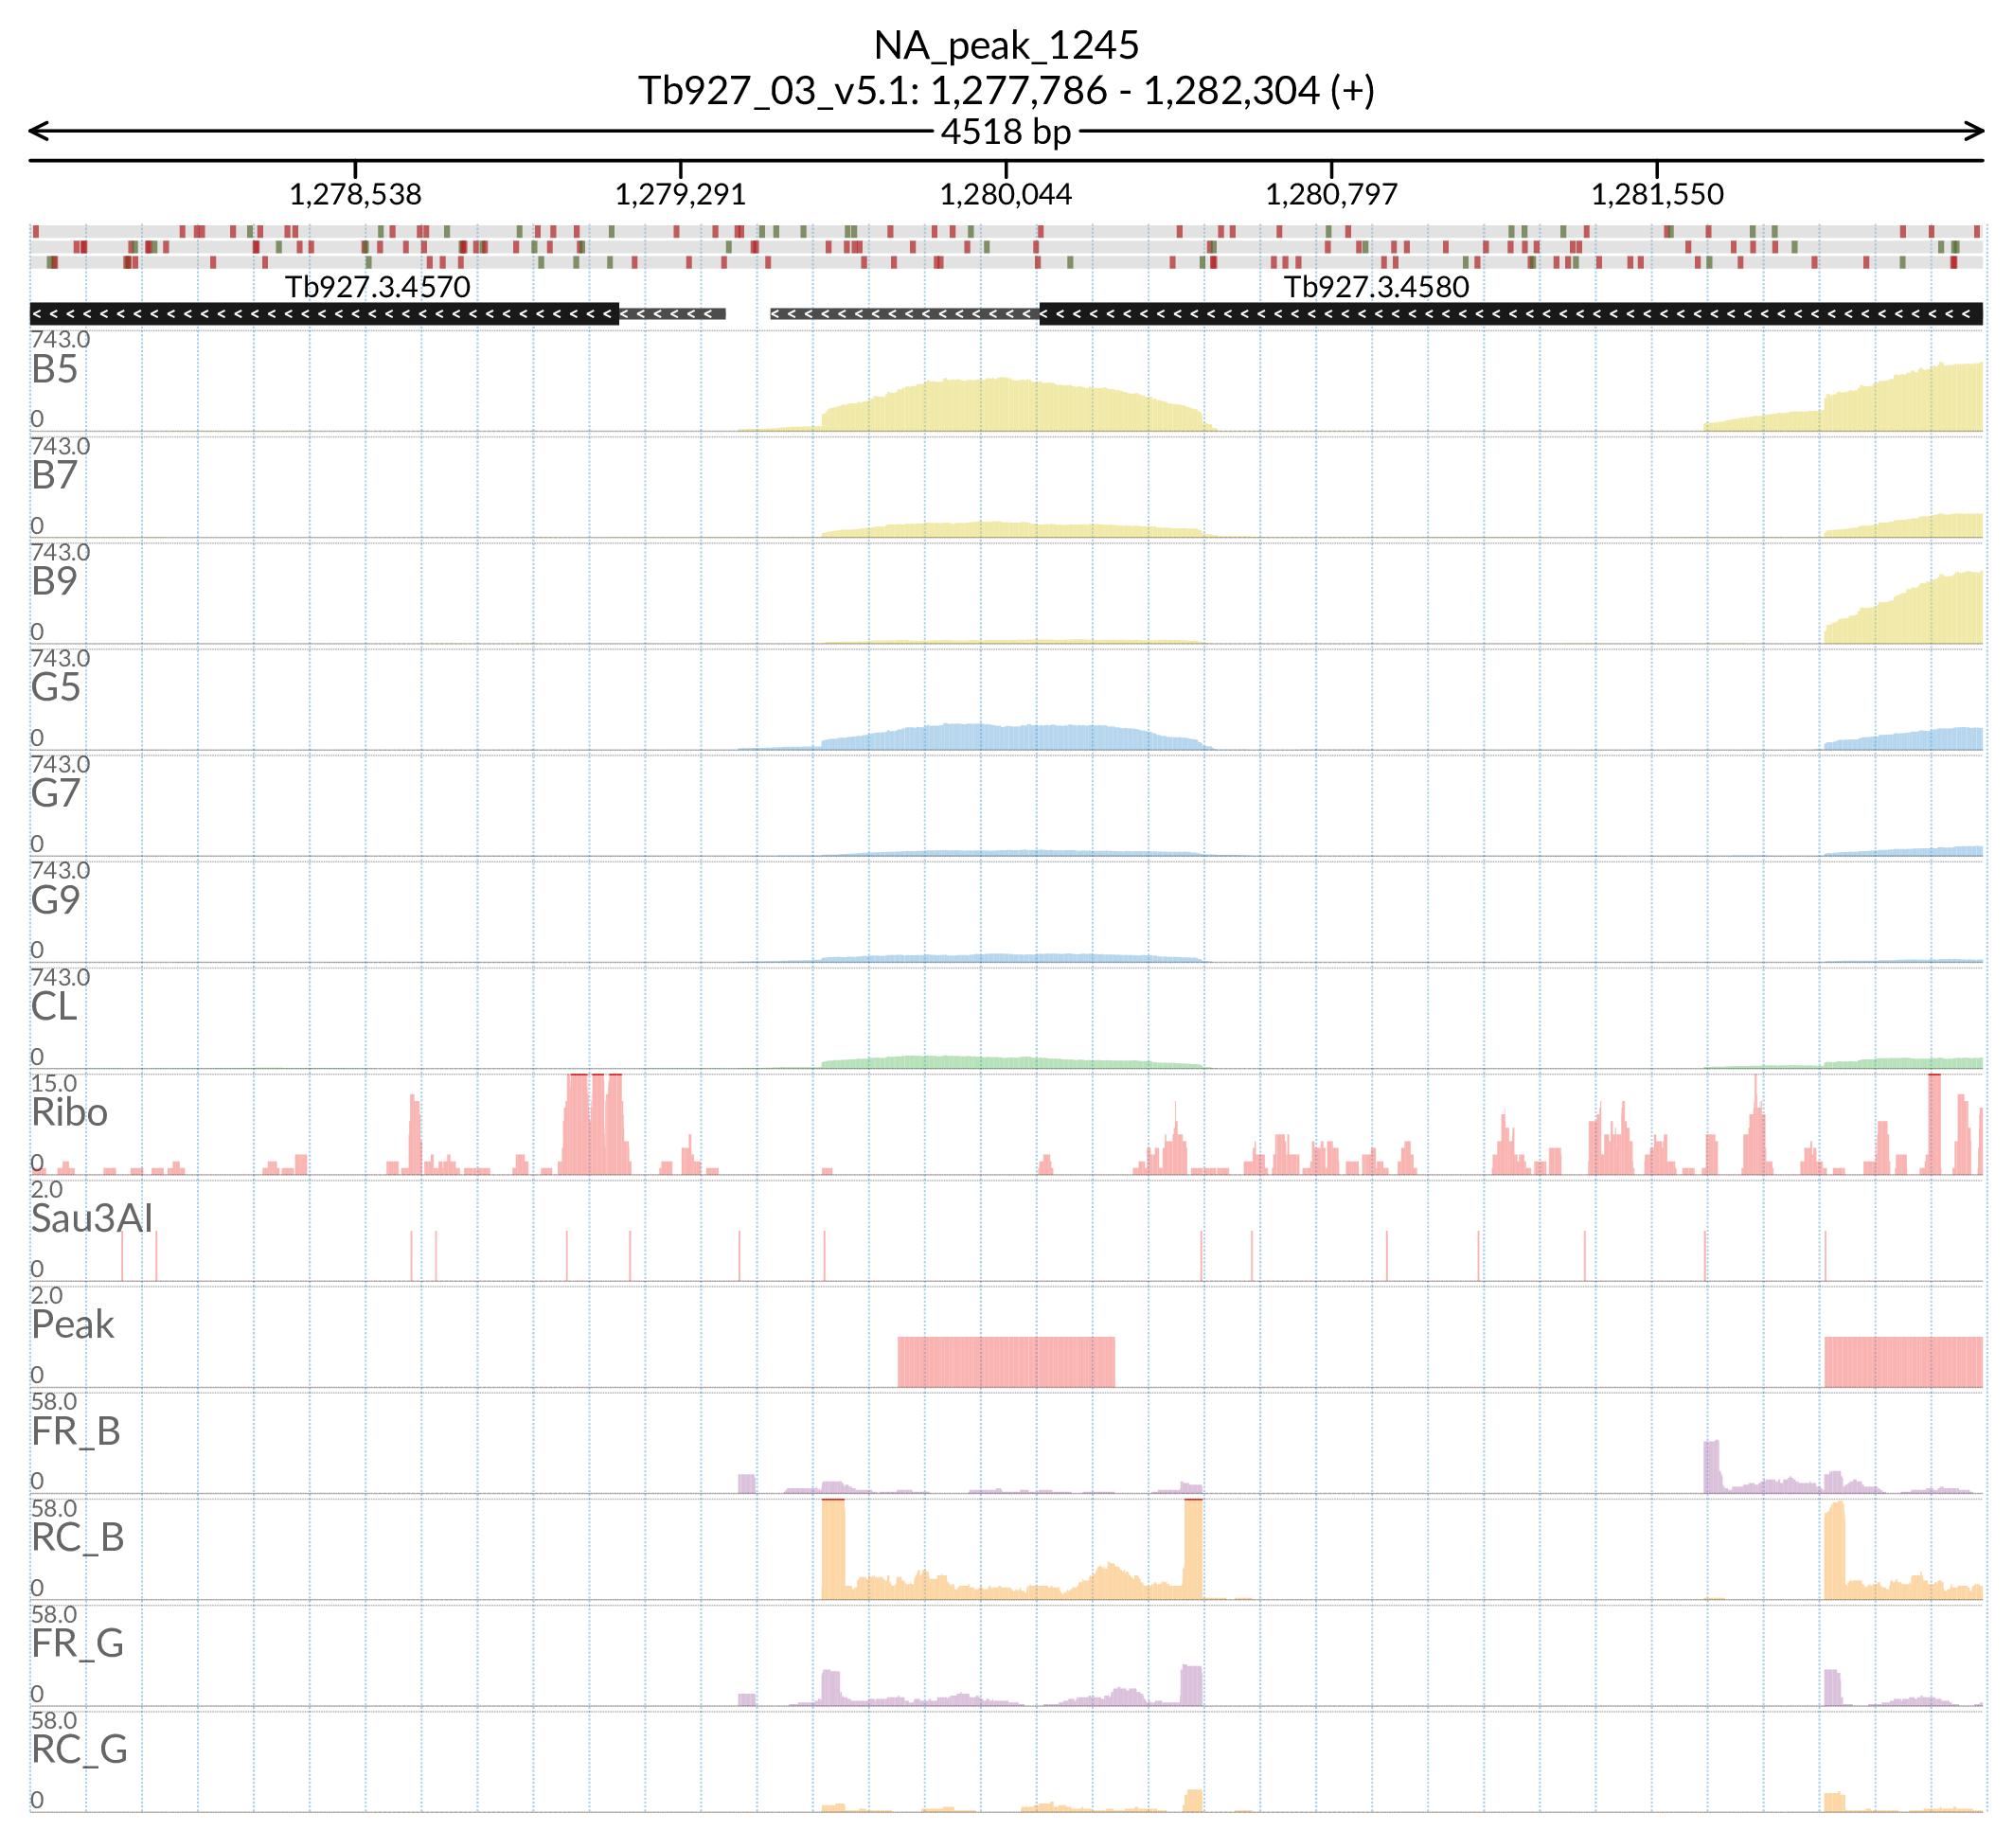 NA_peak_1245
Tb927_03_v5.1: 1,277,786 - 1,282,304 (+)
4518 bp
1,278,538 1,279,291 1,280,044 1,280,797 1,281,550
Tb927.3.4570 Tb927.3.4580
743.0
B5
0
743.0
B7
0
743.0
B9
0
743.0
G5
0
743.0
G7
0
743.0
G9
0
743.0
CL
0
15.0
Ribo
0
2.0
Sau3AI
0
2.0
Peak
0
58.0
FR_B
0
58.0
RC_B
0
58.0
FR_G
0
58.0
RC_G
0